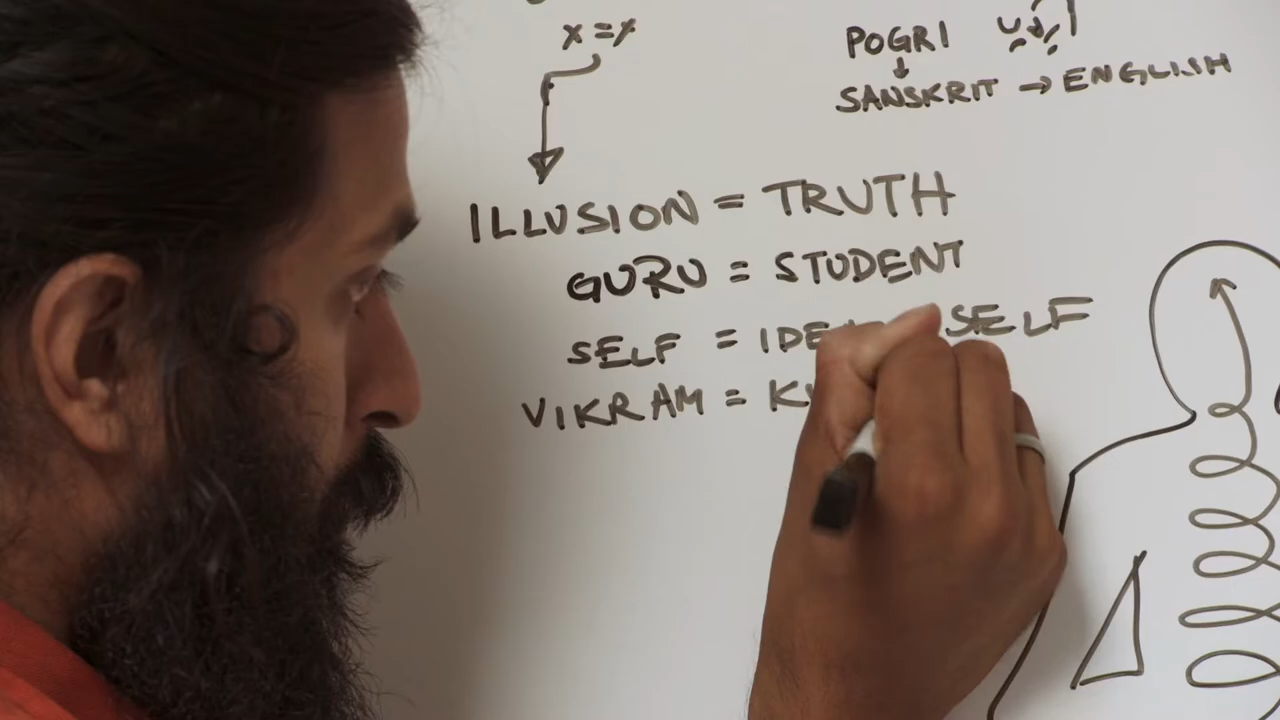 x = y
POGRI
SANSKRIT → ENGLISH
ILLUSION = TRUTH
GURU = STUDENT
SELF = SELF
VIKRAM =